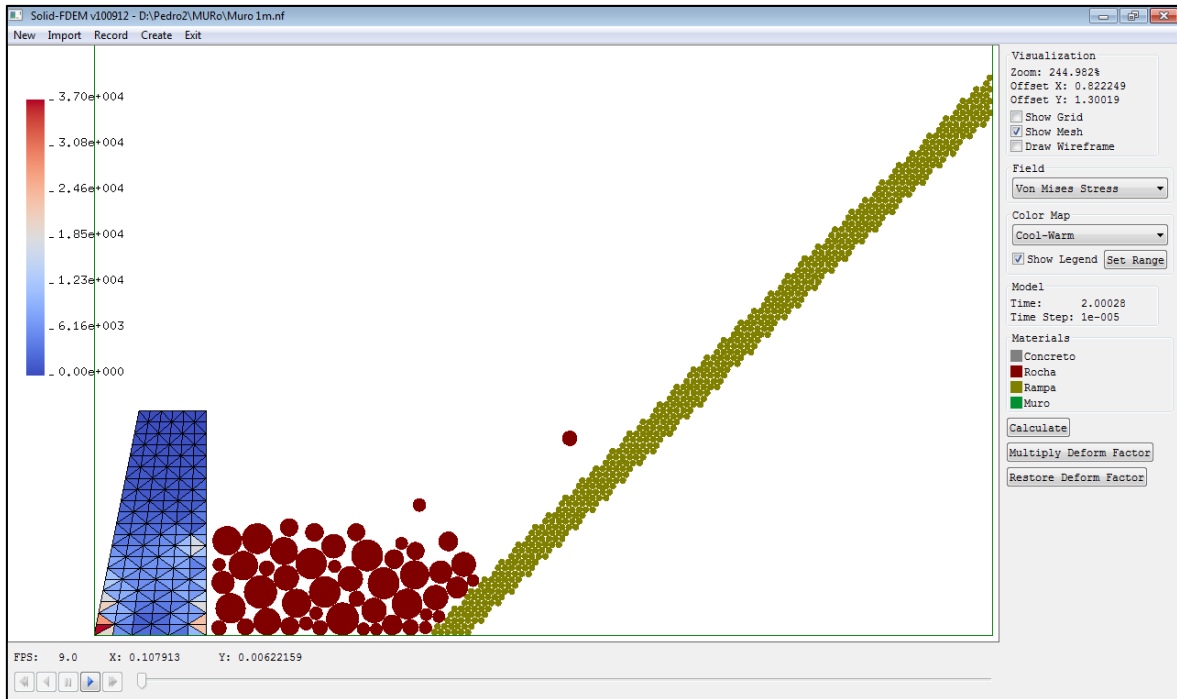 Solid-FDEM v100912 - D:\Pedro2\MURo\Muro 1m.nf
New Import Record Create Exit
3.70e+004
3.08e+004
2.46e+004
1.85e+004
1.23e+004
6.16e+003
0.00e+000
Visualization
Zoom: 244.982%
Offset X: 0.822249
Offset Y: 1.30019
Show Grid
Show Mesh
Draw Wireframe
Field
Von Mises Stress
Color Map
Cool-Warm
Show Legend Set Range
Model
Time: 2.00028
Time Step: 1e-005
Materials
Concreto
Rocha
Rampa
Muro
Calculate
Multiply Deform Factor
Restore Deform Factor
FPS: 9.0 X: 0.107913 Y: 0.00622159